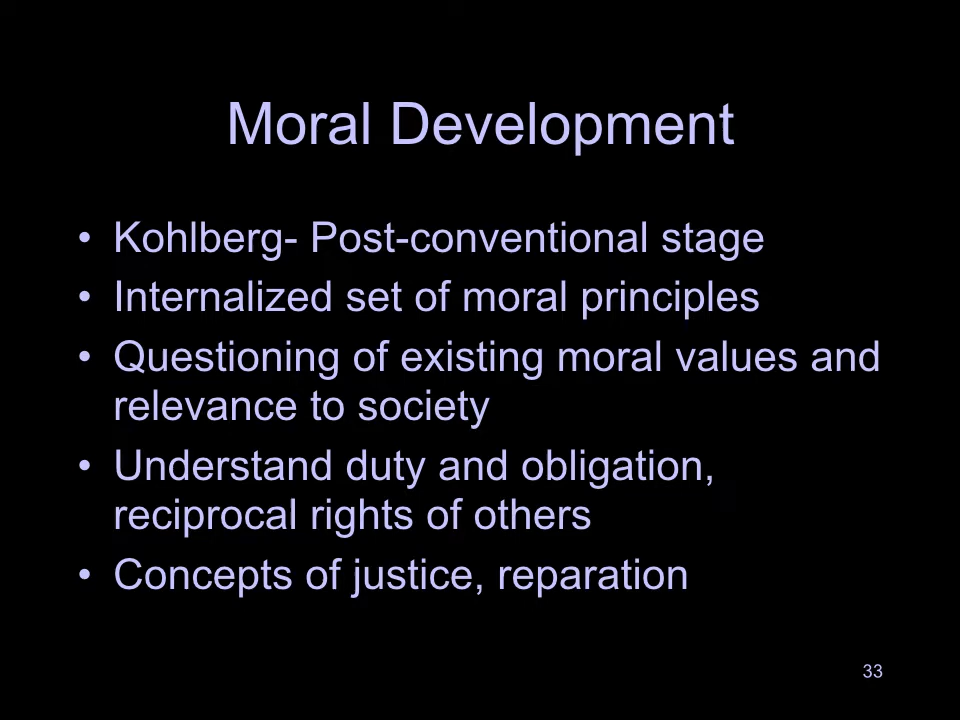 Moral Development
• Kohlberg- Post-conventional stage
• Internalized set of moral principles
• Questioning of existing moral values and
relevance to society
• Understand duty and obligation,
reciprocal rights of others
• Concepts of justice, reparation
33